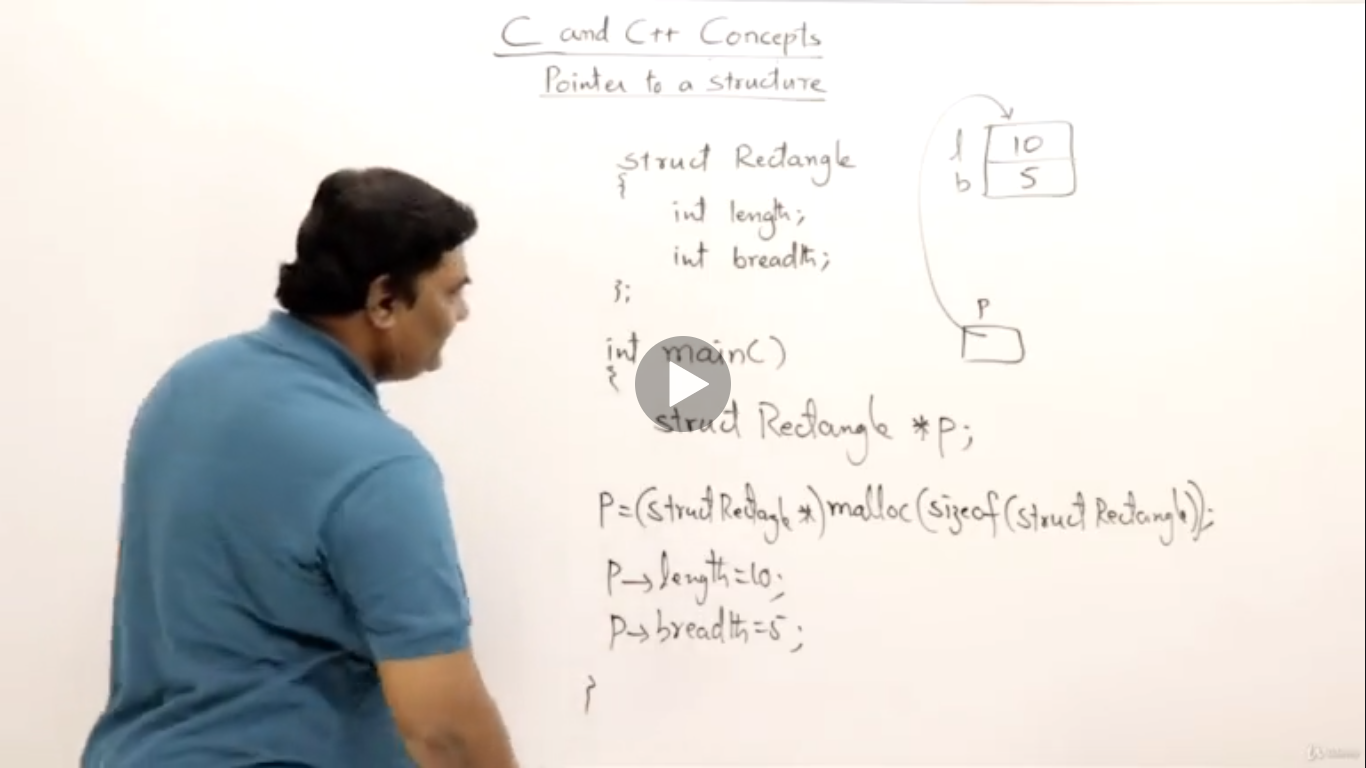 C and C++ Concepts
Pointer to a structure
struct Rectangle
{
int length;
int breadth;
};
int main()
{
struct Rectangle *p;
P=(struct Rectagle *)malloc(sizeof(struct Rectangle));
P→length=10;
P→breadth=5;
}
l 10
b 5
P